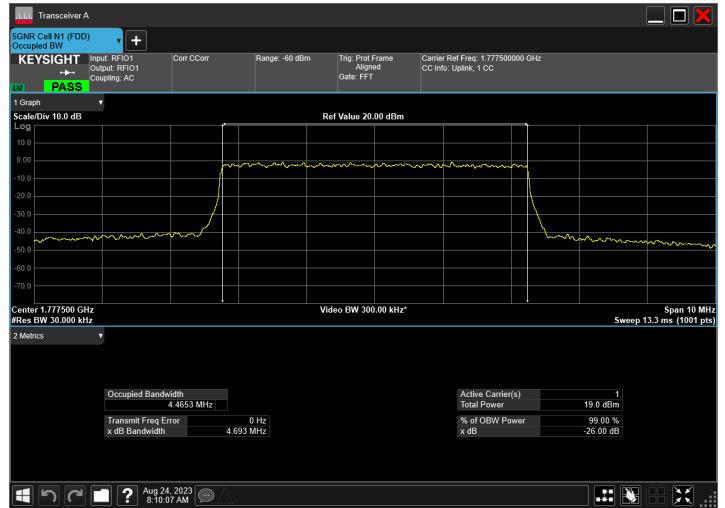 Transceiver A
5GNR Cell N1 (FDD)
Occupied BW
KEYSIGHT
Input: RFIO1
Output: RFIO1
Coupling: AC
Corr CCorr
Range: -60 dBm
Trig: Prot Frame
Aligned
Gate: FFT
Carrier Ref Freq: 1.777500000 GHz
CC Info: Uplink, 1 CC
LXI PASS
1 Graph
Scale/Div 10.0 dB Ref Value 20.00 dBm
Log
10.0
0.00
-10.0
-20.0
-30.0
-40.0
-50.0
-60.0
-70.0
Center 1.777500 GHz Video BW 300.00 kHz* Span 10 MHz
#Res BW 30.000 kHz Sweep 13.3 ms (1001 pts)
2 Metrics
Occupied Bandwidth
4.4653 MHz
Transmit Freq Error 0 Hz
x dB Bandwidth 4.693 MHz
Active Carrier(s) 1
Total Power 19.0 dBm
% of OBW Power 99.00 %
x dB -26.00 dB
? Aug 24, 2023
8:10:07 AM